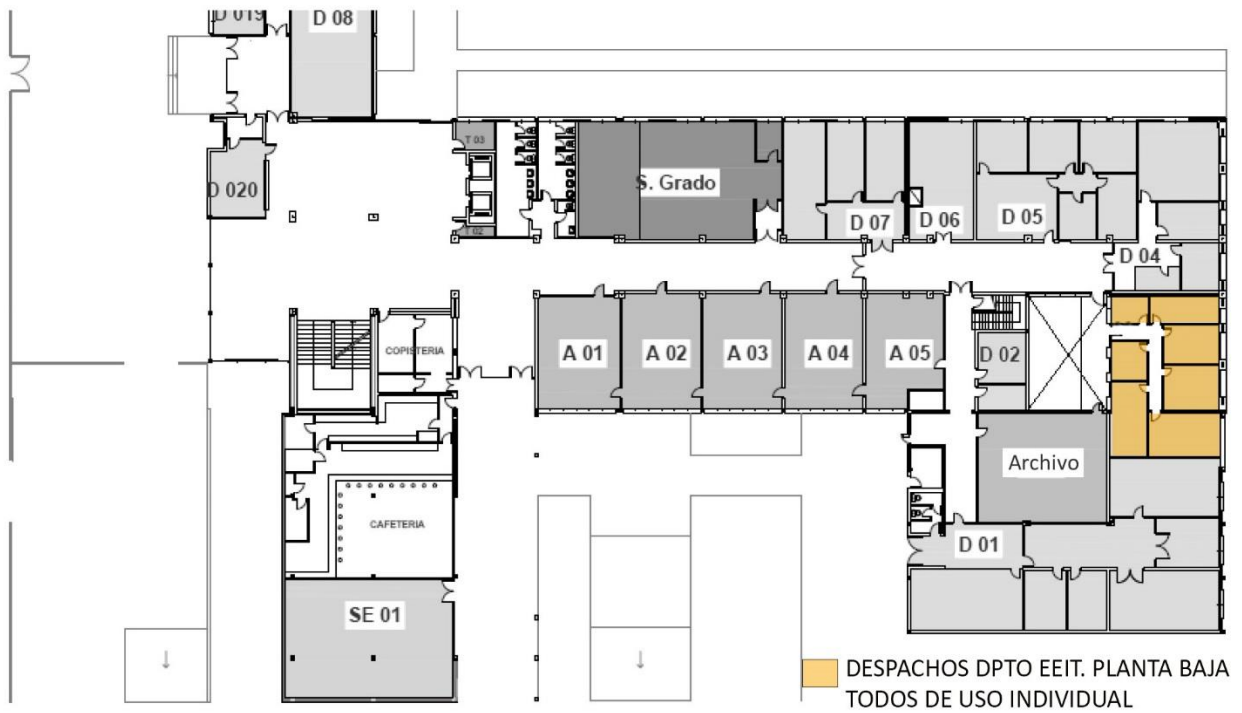 D 019
D 08
T 03
S. Grado
D 020
T 02
D 07
D 06
D 05
D 04
COPISTERIA
A 01
A 02
A 03
A 04
A 05
D 02
Archivo
CAFETERIA
D 01
SE 01
DESPACHOS DPTO EEIT. PLANTA BAJA
TODOS DE USO INDIVIDUAL